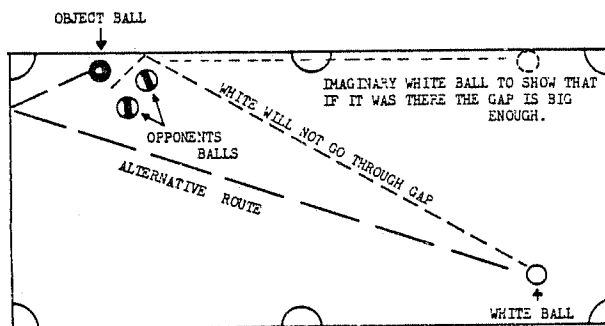 OBJECT BALL
IMAGINARY WHITE BALL TO SHOW THAT
IF IT WAS THERE THE GAP IS BIG
ENOUGH.
WHITE WILL NOT GO THROUGH GAP
OPPONENTS
BALLS
ALTERNATIVE ROUTE
WHITE BALL